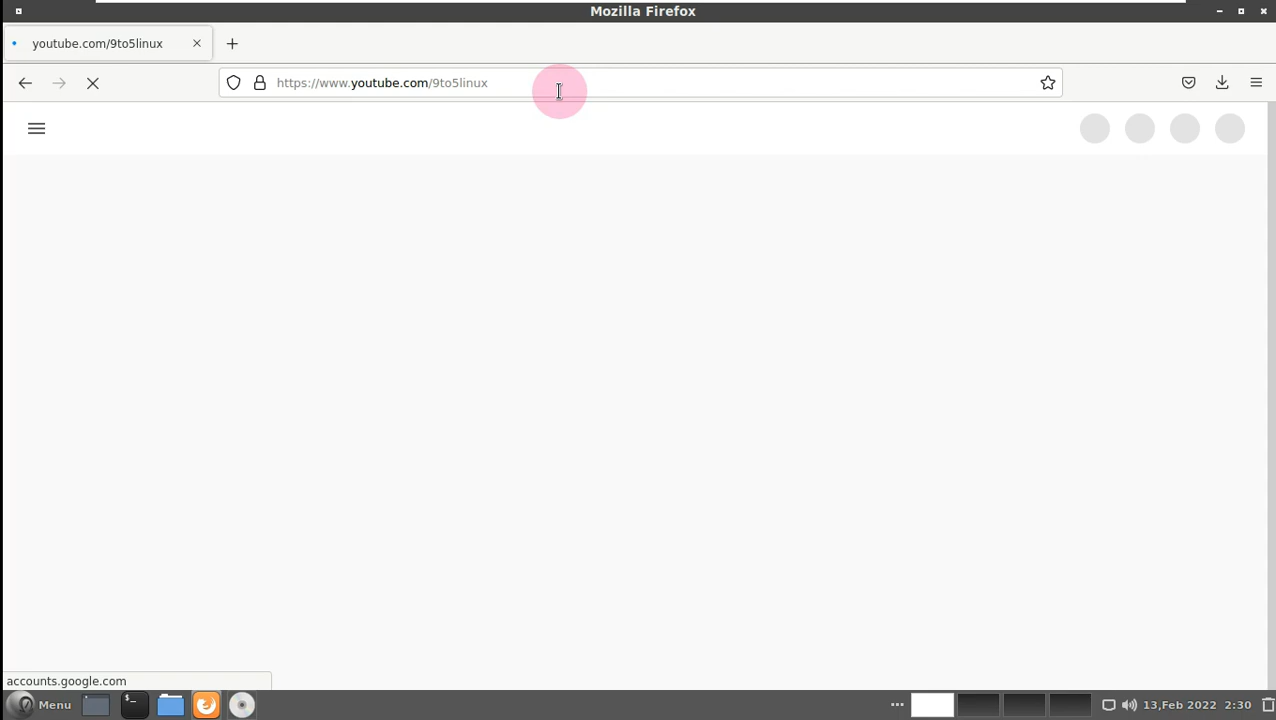 Mozilla Firefox
youtube.com/9to5linux
https://www.youtube.com/9to5linux
accounts.google.com
Menu
13,Feb 2022 2:30